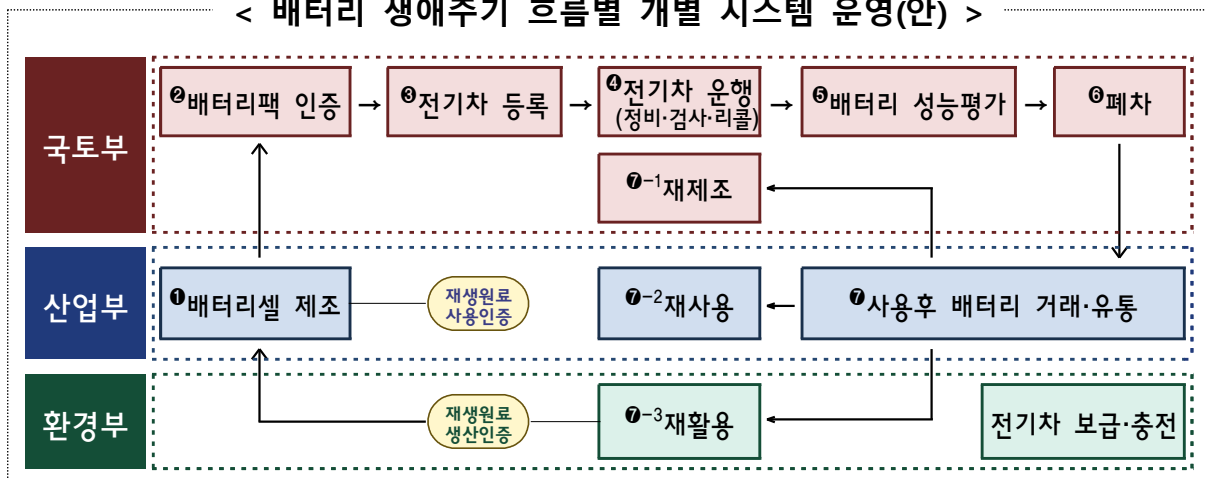 < 배터리 생애주기 흐름별 개별 시스템 운영(안) >
국토부
❷배터리팩 인증
❸전기차 등록
❹전기차 운행
(정비·검사·리콜)
❺배터리 성능평가
❻폐차
❼-1재제조
산업부
❶배터리셀 제조
재생원료
사용인증
❼-2재사용
❼사용후 배터리 거래·유통
환경부
재생원료
생산인증
❼-3재활용
전기차 보급·충전